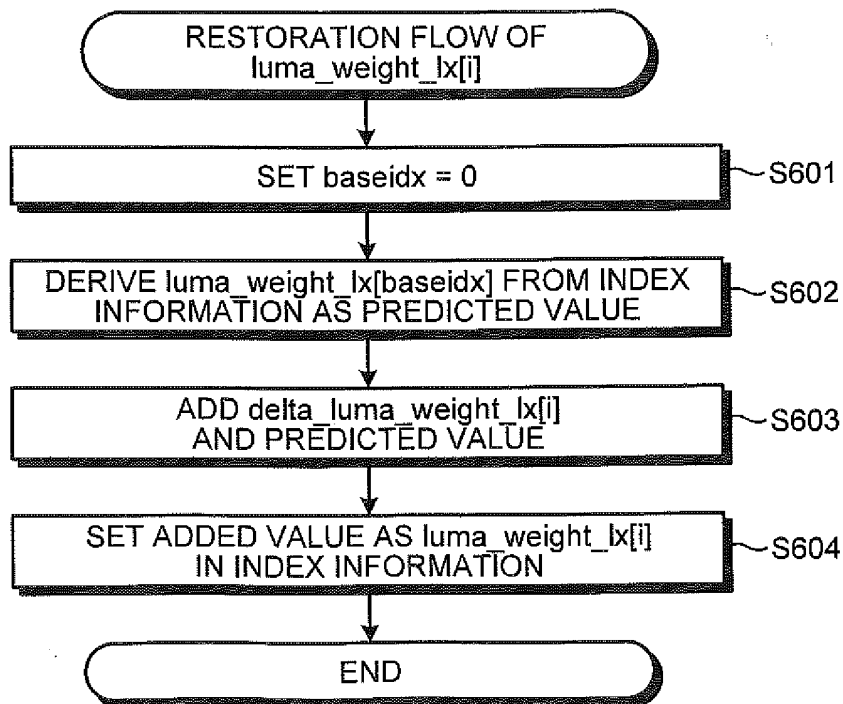 RESTORATION FLOW OF
luma_weight_lx[i]
SET baseidx = 0
S601
DERIVE luma_weight_lx[baseidx] FROM INDEX
INFORMATION AS PREDICTED VALUE
S602
ADD delta_luma_weight_lx[i]
AND PREDICTED VALUE
S603
SET ADDED VALUE AS luma_weight_lx[i]
IN INDEX INFORMATION
S604
END